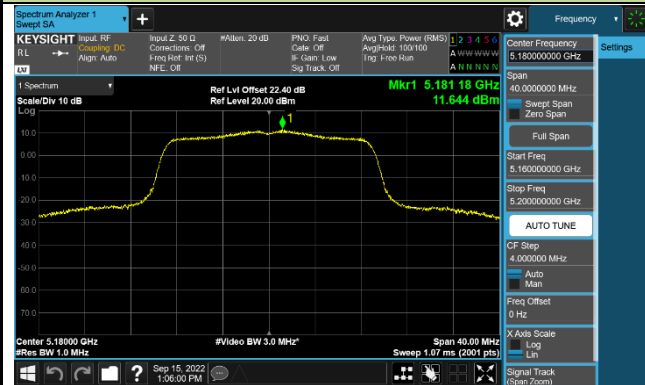 Spectrum Analyzer 1
Swept SA
+
Frequency
KEYSIGHT
RL
LXI
Input: RF
Coupling: DC
Align: Auto
Input Z: 50 Ω
Corrections: Off
Freq Ref: Int (S)
NFE: Off
#Atten: 20 dB
PNO: Fast
Gate: Off
IF Gain: Low
Sig Track: Off
Avg Type: Power (RMS)
Avg|Hold: 100/100
Trig: Free Run
1 2 3 4 5 6
A W W W W W
A N N N N N
1 Spectrum
Scale/Div 10 dB
Log
Ref Lvl Offset 22.40 dB
Ref Level 20.00 dBm
Mkr1 5.181 18 GHz
11.644 dBm
1
10.0
0.00
-10.0
-20.0
-30.0
-40.0
-50.0
-60.0
-70.0
Center 5.18000 GHz
#Res BW 1.0 MHz
#Video BW 3.0 MHz*
Span 40.00 MHz
Sweep 1.07 ms (2001 pts)
Center Frequency
5.180000000 GHz
Settings
Span
40.0000000 MHz
Swept Span
Zero Span
Full Span
Start Freq
5.160000000 GHz
Stop Freq
5.200000000 GHz
AUTO TUNE
CF Step
4.000000 MHz
Auto
Man
Freq Offset
0 Hz
X Axis Scale
Log
Lin
Signal Track
(Span Zoom)
?
Sep 15, 2022
1:06:00 PM